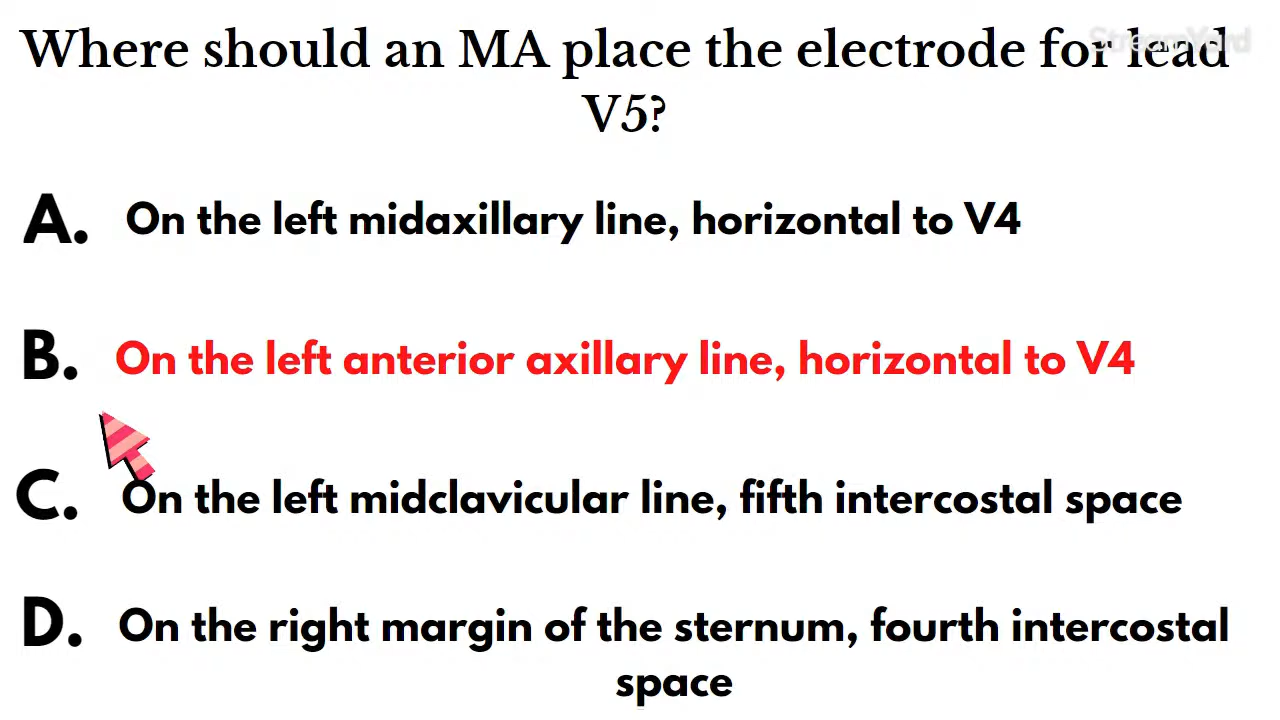 StreamYard
Where should an MA place the electrode for lead
V5?
A. On the left midaxillary line, horizontal to V4
B. On the left anterior axillary line, horizontal to V4
C. On the left midclavicular line, fifth intercostal space
D. On the right margin of the sternum, fourth intercostal
space